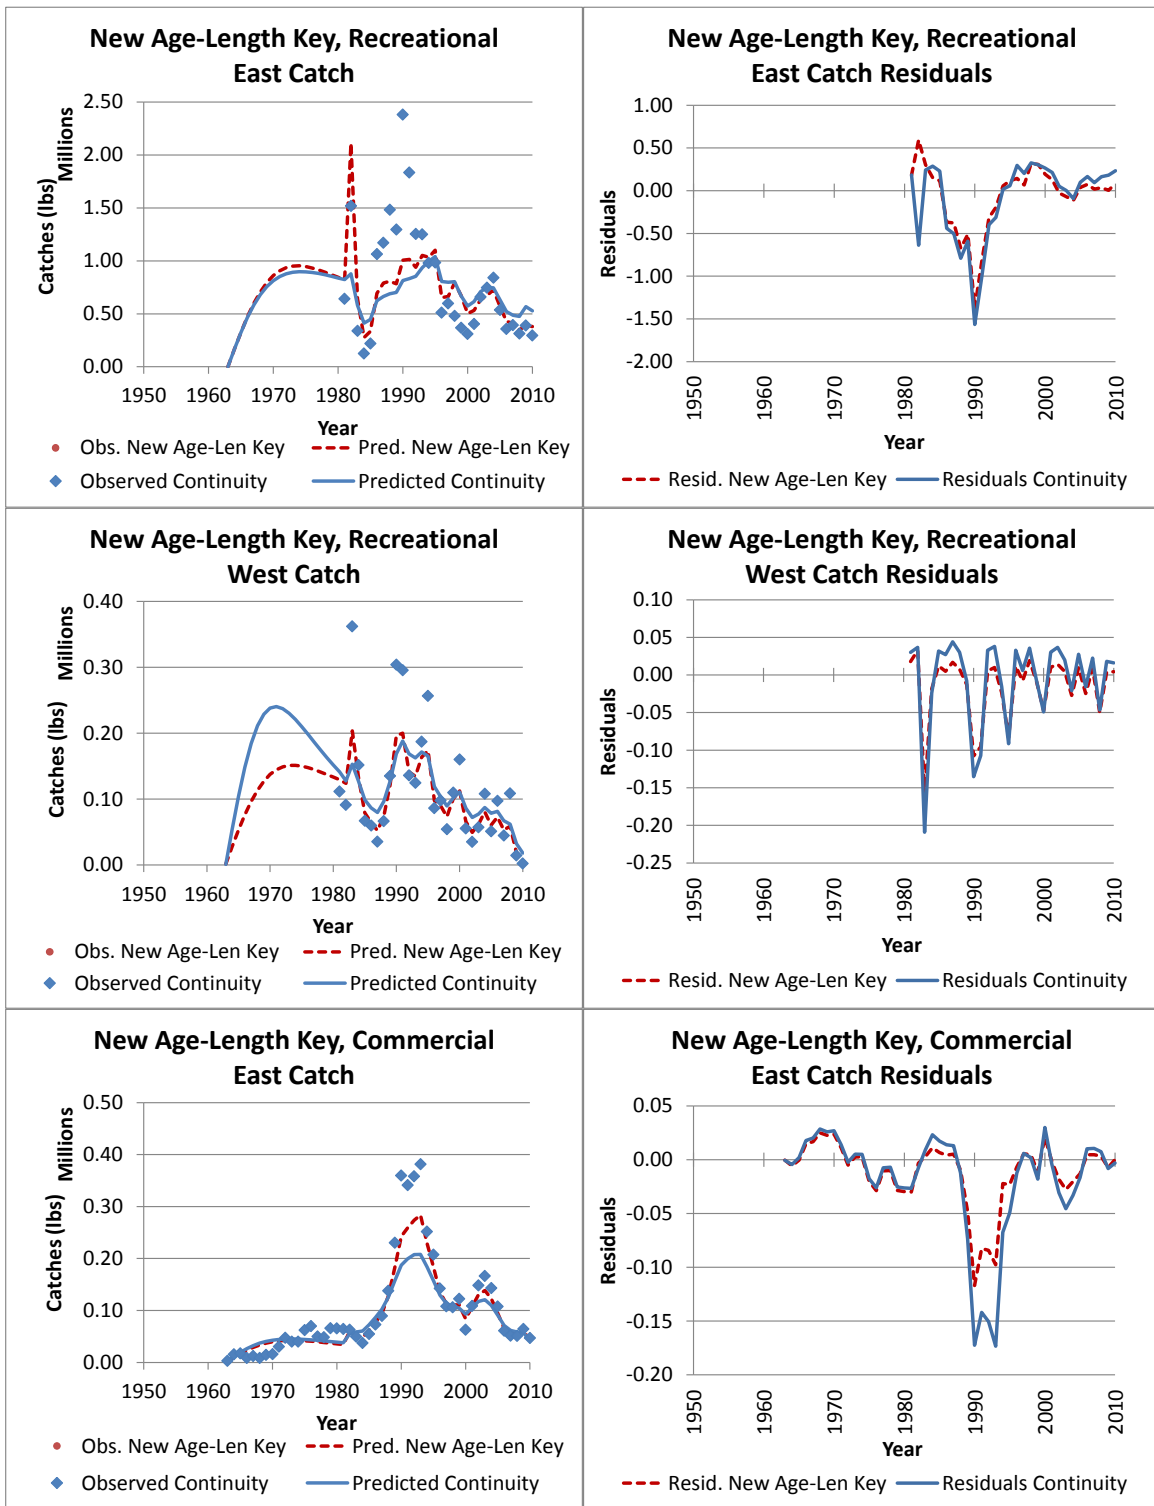 New Age-Length Key, Recreational
East Catch
Catches (lbs)
Millions
2.50
2.00
1.50
1.00
0.50
0.00
1950 1960 1970 1980 1990 2000 2010
Year
Obs. New Age-Len Key Pred. New Age-Len Key
Observed Continuity Predicted Continuity
New Age-Length Key, Recreational
East Catch Residuals
Residuals
1.00
0.50
0.00
-0.50
-1.00
-1.50
-2.00
1950 1960 1970 1980 1990 2000 2010
Year
Resid. New Age-Len Key Residuals Continuity
New Age-Length Key, Recreational
West Catch
Catches (lbs)
Millions
0.40
0.30
0.20
0.10
0.00
1950 1960 1970 1980 1990 2000 2010
Year
Obs. New Age-Len Key Pred. New Age-Len Key
Observed Continuity Predicted Continuity
New Age-Length Key, Recreational
West Catch Residuals
Residuals
0.10
0.05
0.00
-0.05
-0.10
-0.15
-0.20
-0.25
1950 1960 1970 1980 1990 2000 2010
Year
Resid. New Age-Len Key Residuals Continuity
New Age-Length Key, Commercial
East Catch
Catches (lbs)
Millions
0.50
0.40
0.30
0.20
0.10
0.00
1950 1960 1970 1980 1990 2000 2010
Year
Obs. New Age-Len Key Pred. New Age-Len Key
Observed Continuity Predicted Continuity
New Age-Length Key, Commercial
East Catch Residuals
Residuals
0.05
0.00
-0.05
-0.10
-0.15
-0.20
1950 1960 1970 1980 1990 2000 2010
Year
Resid. New Age-Len Key Residuals Continuity